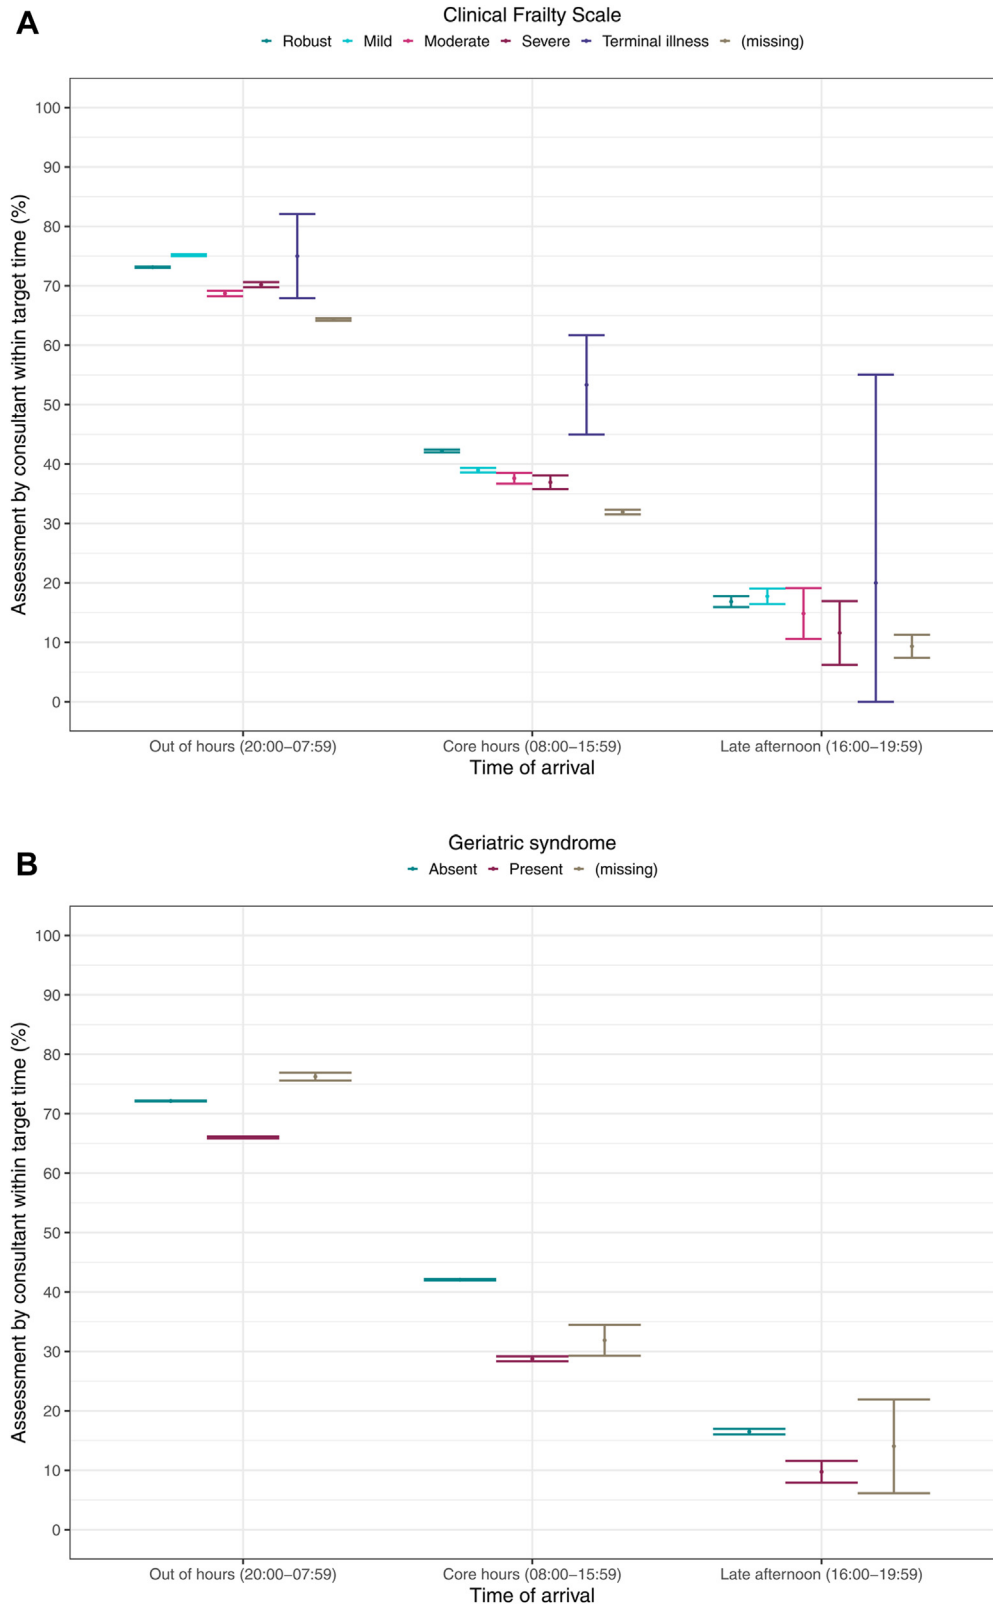 A
Clinical Frailty Scale
Robust Mild Moderate Severe Terminal illness (missing)
Assessment by consultant within target time (%)
100
90
80
70
60
50
40
30
20
10
0
Out of hours (20:00–07:59) Core hours (08:00–15:59) Late afternoon (16:00–19:59)
Time of arrival
B
Geriatric syndrome
Absent Present (missing)
Assessment by consultant within target time (%)
100
90
80
70
60
50
40
30
20
10
0
Out of hours (20:00–07:59) Core hours (08:00–15:59) Late afternoon (16:00–19:59)
Time of arrival